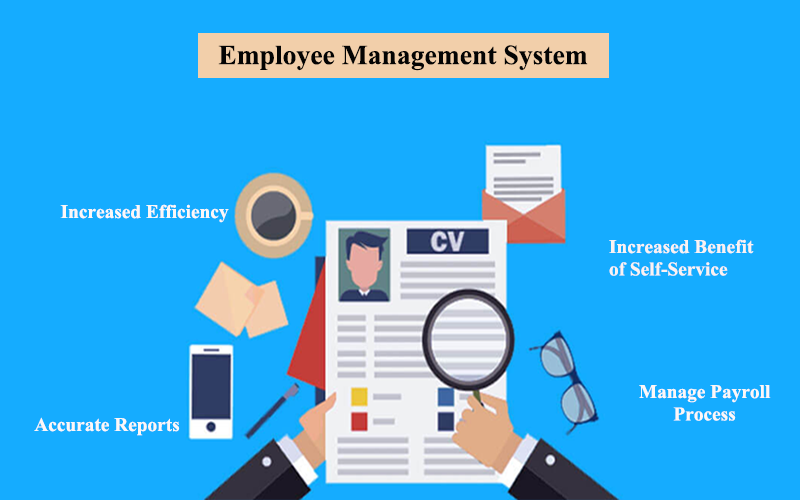 Employee Management System
Increased Efficiency
CV
Increased Benefit
of Self-Service
Accurate Reports
Manage Payroll
Process